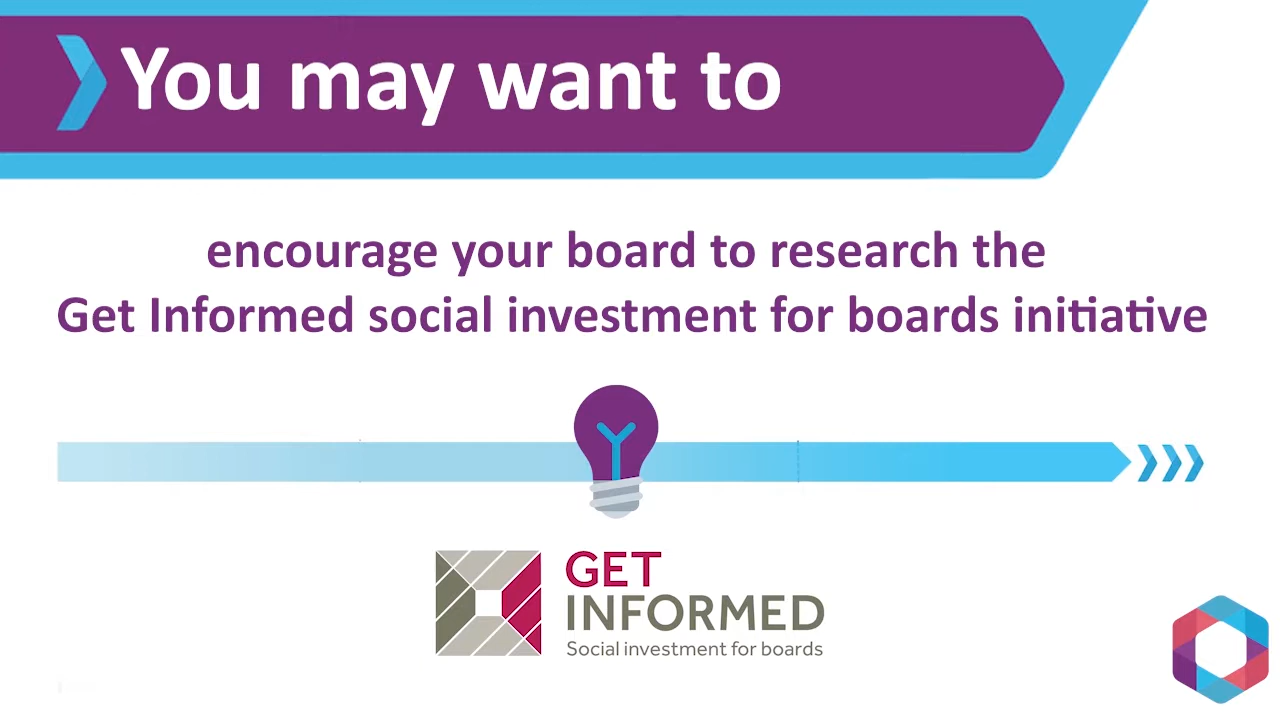 You may want to
encourage your board to research the
Get Informed social investment for boards initiative
GET
INFORMED
Social investment for boards